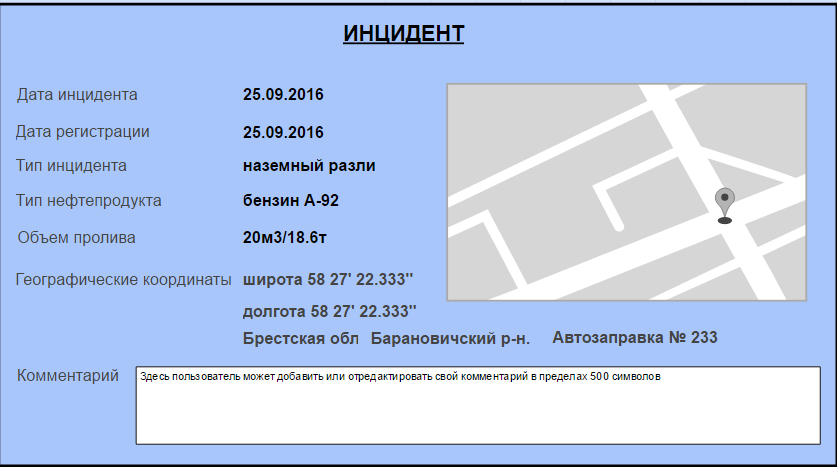 ИНЦИДЕНТ
Дата инцидента 25.09.2016
Дата регистрации 25.09.2016
Тип инцидента наземный разли
Тип нефтепродукта бензин А-92
Объем пролива 20м3/18.6т
Географические координаты широта 58 27' 22.333''
долгота 58 27' 22.333''
Брестская обл Барановичский р-н. Автозаправка № 233
Комментарий Здесь пользователь может добавить или отредактировать свой комментарий в пределах 500 символов